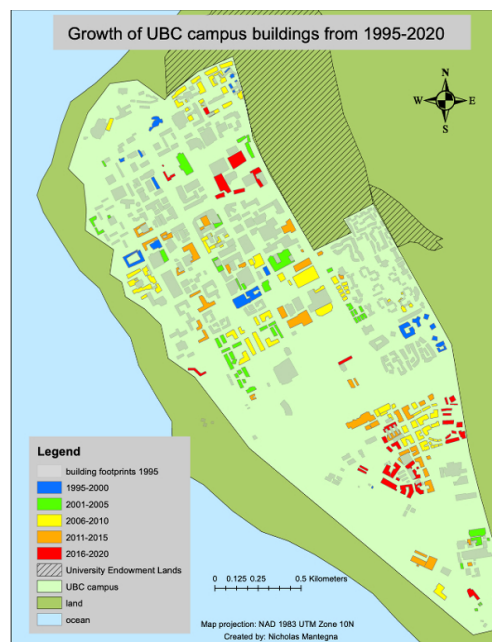 Growth of UBC campus buildings from 1995-2020
N
W E
S
Legend
building footprints 1995
1995-2000
2001-2005
2006-2010
2011-2015
2016-2020
University Endowment Lands
UBC campus
land
ocean
0 0.125 0.25 0.5 Kilometers
Map projection: NAD 1983 UTM Zone 10N
Created by: Nicholas Mantegna